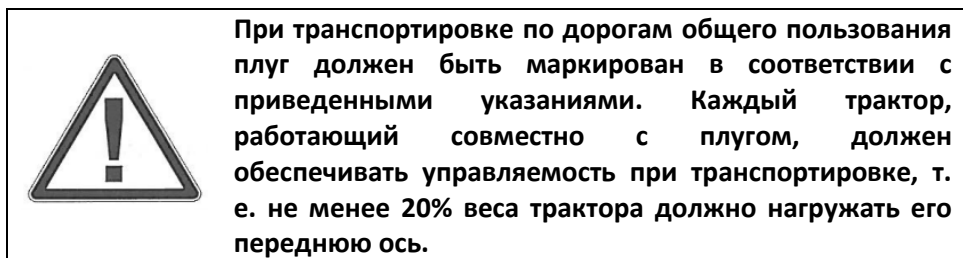 При транспортировке по дорогам общего пользования
плуг должен быть маркирован в соответствии с
приведенными указаниями. Каждый трактор,
работающий совместно с плугом, должен
обеспечивать управляемость при транспортировке, т.
е. не менее 20% веса трактора должно нагружать его
переднюю ось.